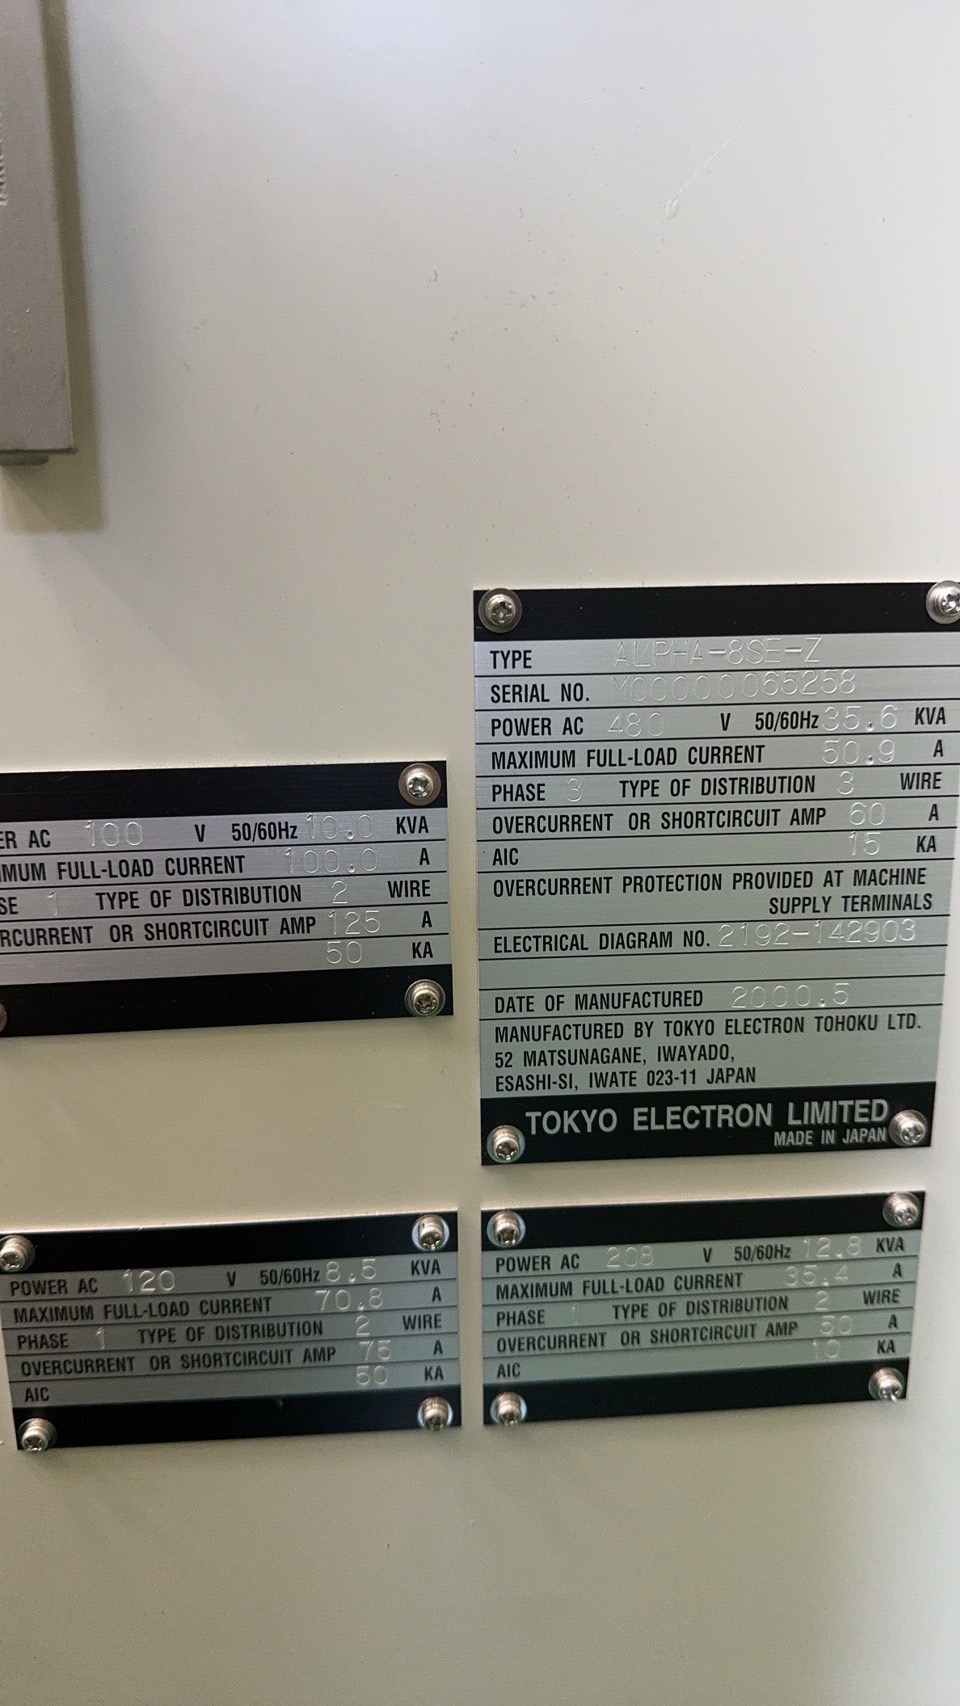 TYPE ALPHA-8SE-Z
SERIAL NO. M00000065258
POWER AC 480 V 50/60Hz 35.6 KVA
MAXIMUM FULL-LOAD CURRENT 50.9 A
PHASE 3 TYPE OF DISTRIBUTION 3 WIRE
OVERCURRENT OR SHORTCIRCUIT AMP 60 A
AIC 15 KA
OVERCURRENT PROTECTION PROVIDED AT MACHINE
SUPPLY TERMINALS
ELECTRICAL DIAGRAM NO. 2192-142903
DATE OF MANUFACTURED 2000.5
MANUFACTURED BY TOKYO ELECTRON TOHOKU LTD.
52 MATSUNAGANE, IWAYADO,
ESASHI-SI, IWATE 023-11 JAPAN
TOKYO ELECTRON LIMITED
MADE IN JAPAN
ER AC 100 V 50/60Hz 10.0 KVA
MUM FULL-LOAD CURRENT 100.0 A
SE 1 TYPE OF DISTRIBUTION 2 WIRE
RCURRENT OR SHORTCIRCUIT AMP 125 A
50 KA
POWER AC 120 V 50/60Hz 8.5 KVA
MAXIMUM FULL-LOAD CURRENT 70.8 A
PHASE 1 TYPE OF DISTRIBUTION 2 WIRE
OVERCURRENT OR SHORTCIRCUIT AMP 75 A
AIC 50 KA
POWER AC 208 V 50/60Hz 12.8 KVA
MAXIMUM FULL-LOAD CURRENT 35.4 A
PHASE 1 TYPE OF DISTRIBUTION 2 WIRE
OVERCURRENT OR SHORTCIRCUIT AMP 50 A
AIC 10 KA